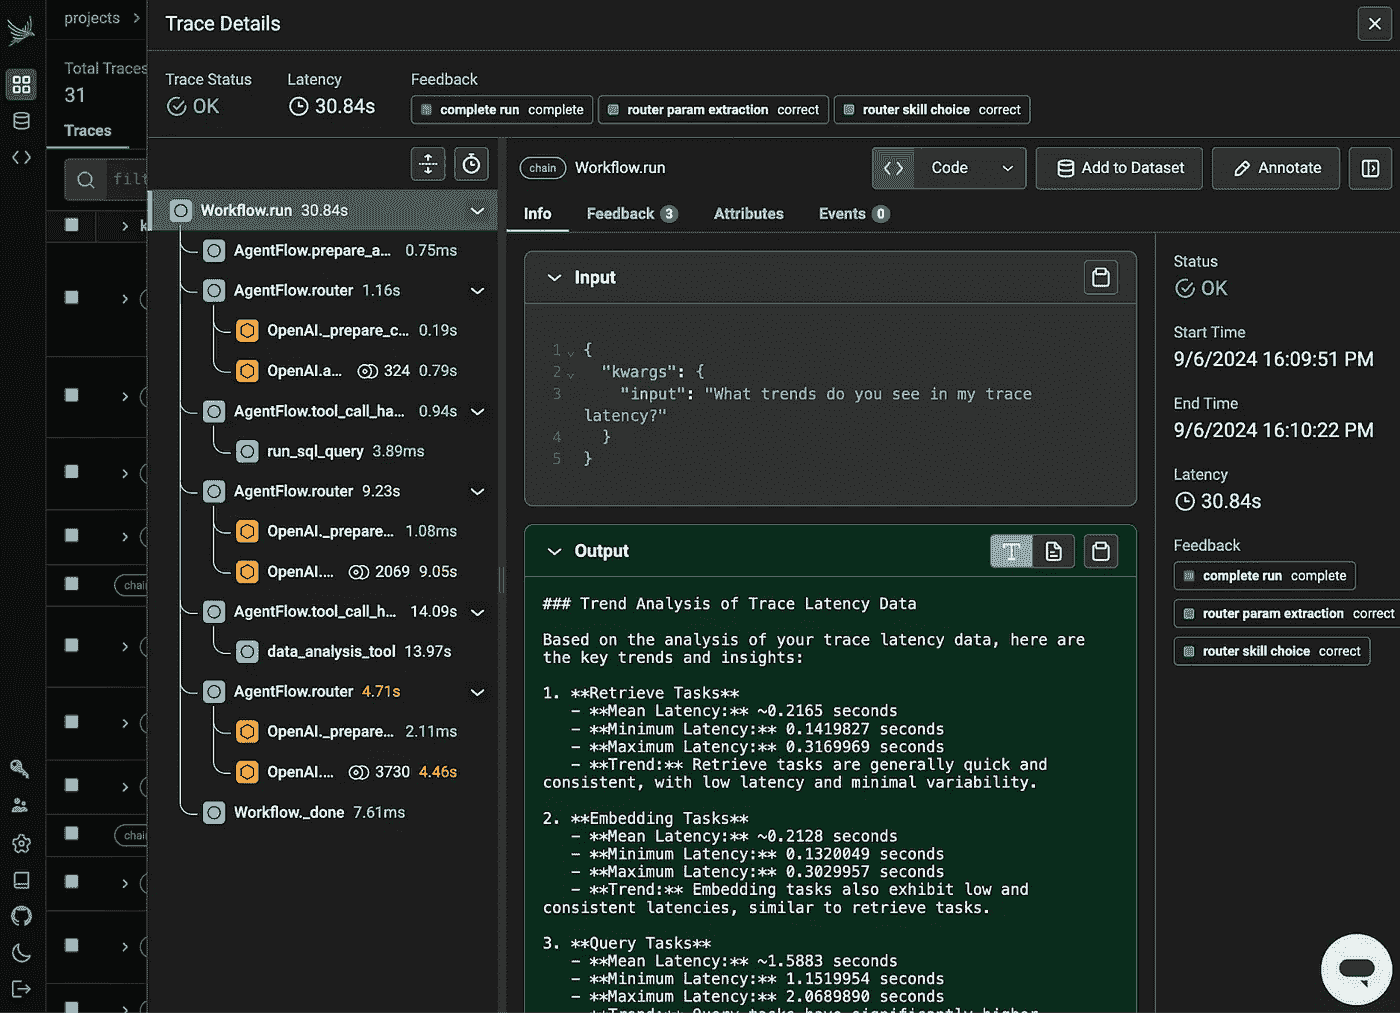 projects
Trace Details
Total Traces
31
Traces
Trace Status
OK
Latency
30.84s
Feedback
complete run complete
router param extraction correct
router skill choice correct
filt
k
chai
chai
Workflow.run 30.84s
AgentFlow.prepare_a... 0.75ms
AgentFlow.router 1.16s
OpenAI._prepare_c... 0.19s
OpenAI.a... 324 0.79s
AgentFlow.tool_call_ha... 0.94s
run_sql_query 3.89ms
AgentFlow.router 9.23s
OpenAI._prepare... 1.08ms
OpenAI.... 2069 9.05s
AgentFlow.tool_call_h... 14.09s
data_analysis_tool 13.97s
AgentFlow.router 4.71s
OpenAI._prepare... 2.11ms
OpenAI.... 3730 4.46s
Workflow._done 7.61ms
chain Workflow.run
Code
Add to Dataset
Annotate
Info Feedback 3 Attributes Events 0
Input
1 {
2 "kwargs": {
3 "input": "What trends do you see in my trace
latency?"
4 }
5 }
Output
### Trend Analysis of Trace Latency Data
Based on the analysis of your trace latency data, here are
the key trends and insights:
1. **Retrieve Tasks**
- **Mean Latency:** ~0.2165 seconds
- **Minimum Latency:** 0.1419827 seconds
- **Maximum Latency:** 0.3169969 seconds
- **Trend:** Retrieve tasks are generally quick and
consistent, with low latency and minimal variability.
2. **Embedding Tasks**
- **Mean Latency:** ~0.2128 seconds
- **Minimum Latency:** 0.1320049 seconds
- **Maximum Latency:** 0.3029957 seconds
- **Trend:** Embedding tasks also exhibit low and
consistent latencies, similar to retrieve tasks.
3. **Query Tasks**
- **Mean Latency:** ~1.5883 seconds
- **Minimum Latency:** 1.1519954 seconds
- **Maximum Latency:** 2.0689890 seconds
- **Trend:** Query tasks have significantly higher
Status
OK
Start Time
9/6/2024 16:09:51 PM
End Time
9/6/2024 16:10:22 PM
Latency
30.84s
Feedback
complete run complete
router param extraction correct
router skill choice correct